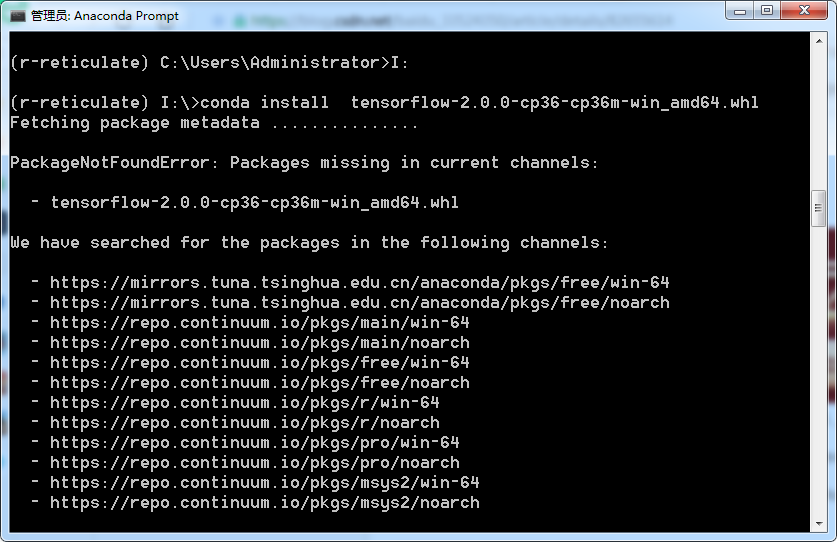 管理员: Anaconda Prompt
(r-reticulate) C:\Users\Administrator>I:
(r-reticulate) I:\>conda install  tensorflow-2.0.0-cp36-cp36m-win_amd64.whl
Fetching package metadata ...............
PackageNotFoundError: Packages missing in current channels:
  - tensorflow-2.0.0-cp36-cp36m-win_amd64.whl
We have searched for the packages in the following channels:
  - https://mirrors.tuna.tsinghua.edu.cn/anaconda/pkgs/free/win-64
  - https://mirrors.tuna.tsinghua.edu.cn/anaconda/pkgs/free/noarch
  - https://repo.continuum.io/pkgs/main/win-64
  - https://repo.continuum.io/pkgs/main/noarch
  - https://repo.continuum.io/pkgs/free/win-64
  - https://repo.continuum.io/pkgs/free/noarch
  - https://repo.continuum.io/pkgs/r/win-64
  - https://repo.continuum.io/pkgs/r/noarch
  - https://repo.continuum.io/pkgs/pro/win-64
  - https://repo.continuum.io/pkgs/pro/noarch
  - https://repo.continuum.io/pkgs/msys2/win-64
  - https://repo.continuum.io/pkgs/msys2/noarch